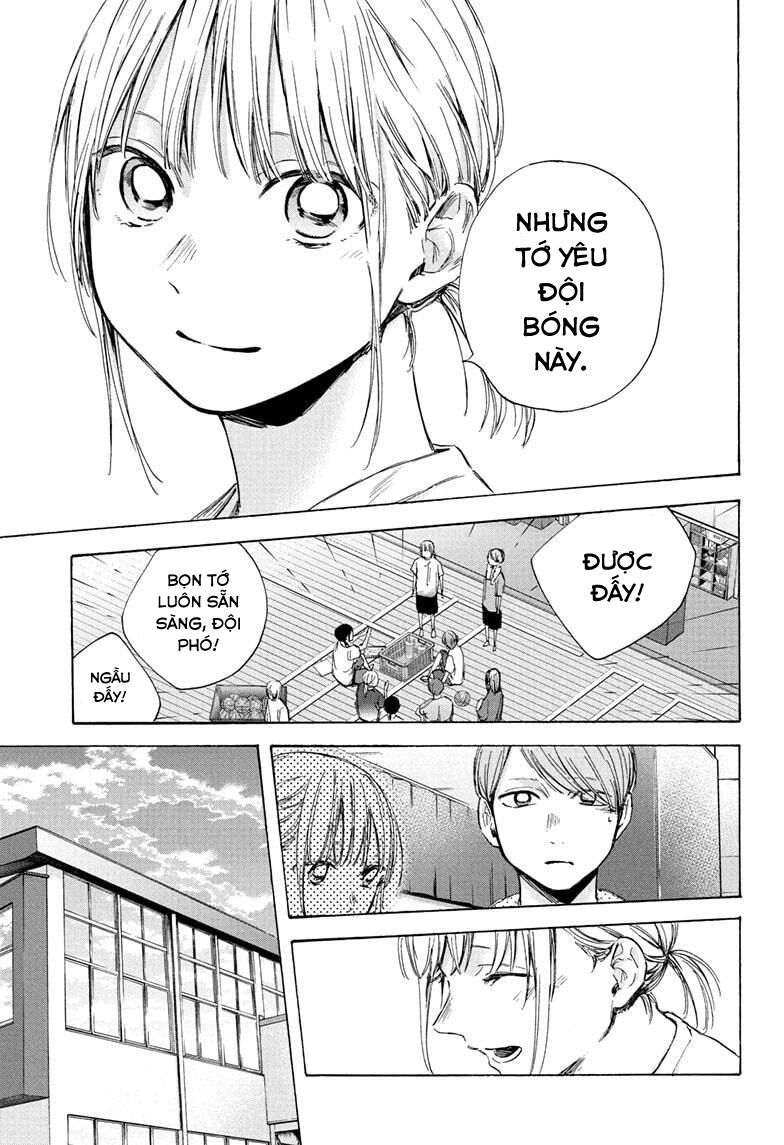 NHƯNG
TỚ YÊU
ĐỘI
BÓNG
NÀY.
ĐƯỢC
ĐẤY!
BỌN TỚ
LUÔN SẴN
SÀNG, ĐỘI
PHÓ!
NGẦU
ĐẤY!